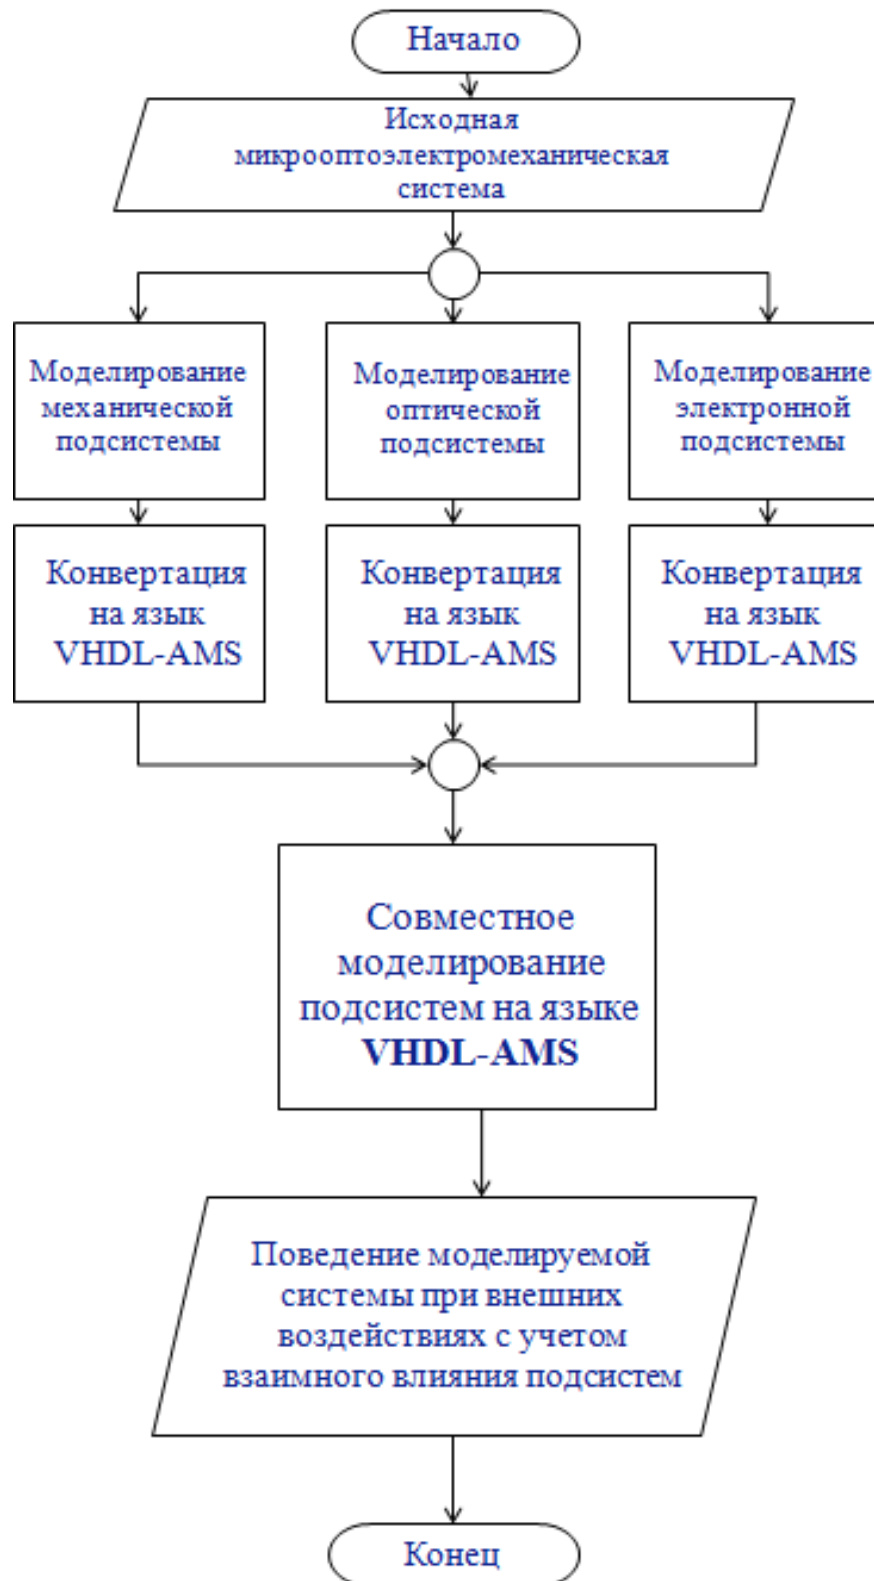 Начало
Исходная
микрооптоэлектромеханическая
система
Моделирование
механической
подсистемы
Моделирование
оптической
подсистемы
Моделирование
электронной
подсистемы
Конвертация
на язык
VHDL-AMS
Конвертация
на язык
VHDL-AMS
Конвертация
на язык
VHDL-AMS
Совместное
моделирование
подсистем на языке
VHDL-AMS
Поведение моделируемой
системы при внешних
воздействиях с учетом
взаимного влияния подсистем
Конец